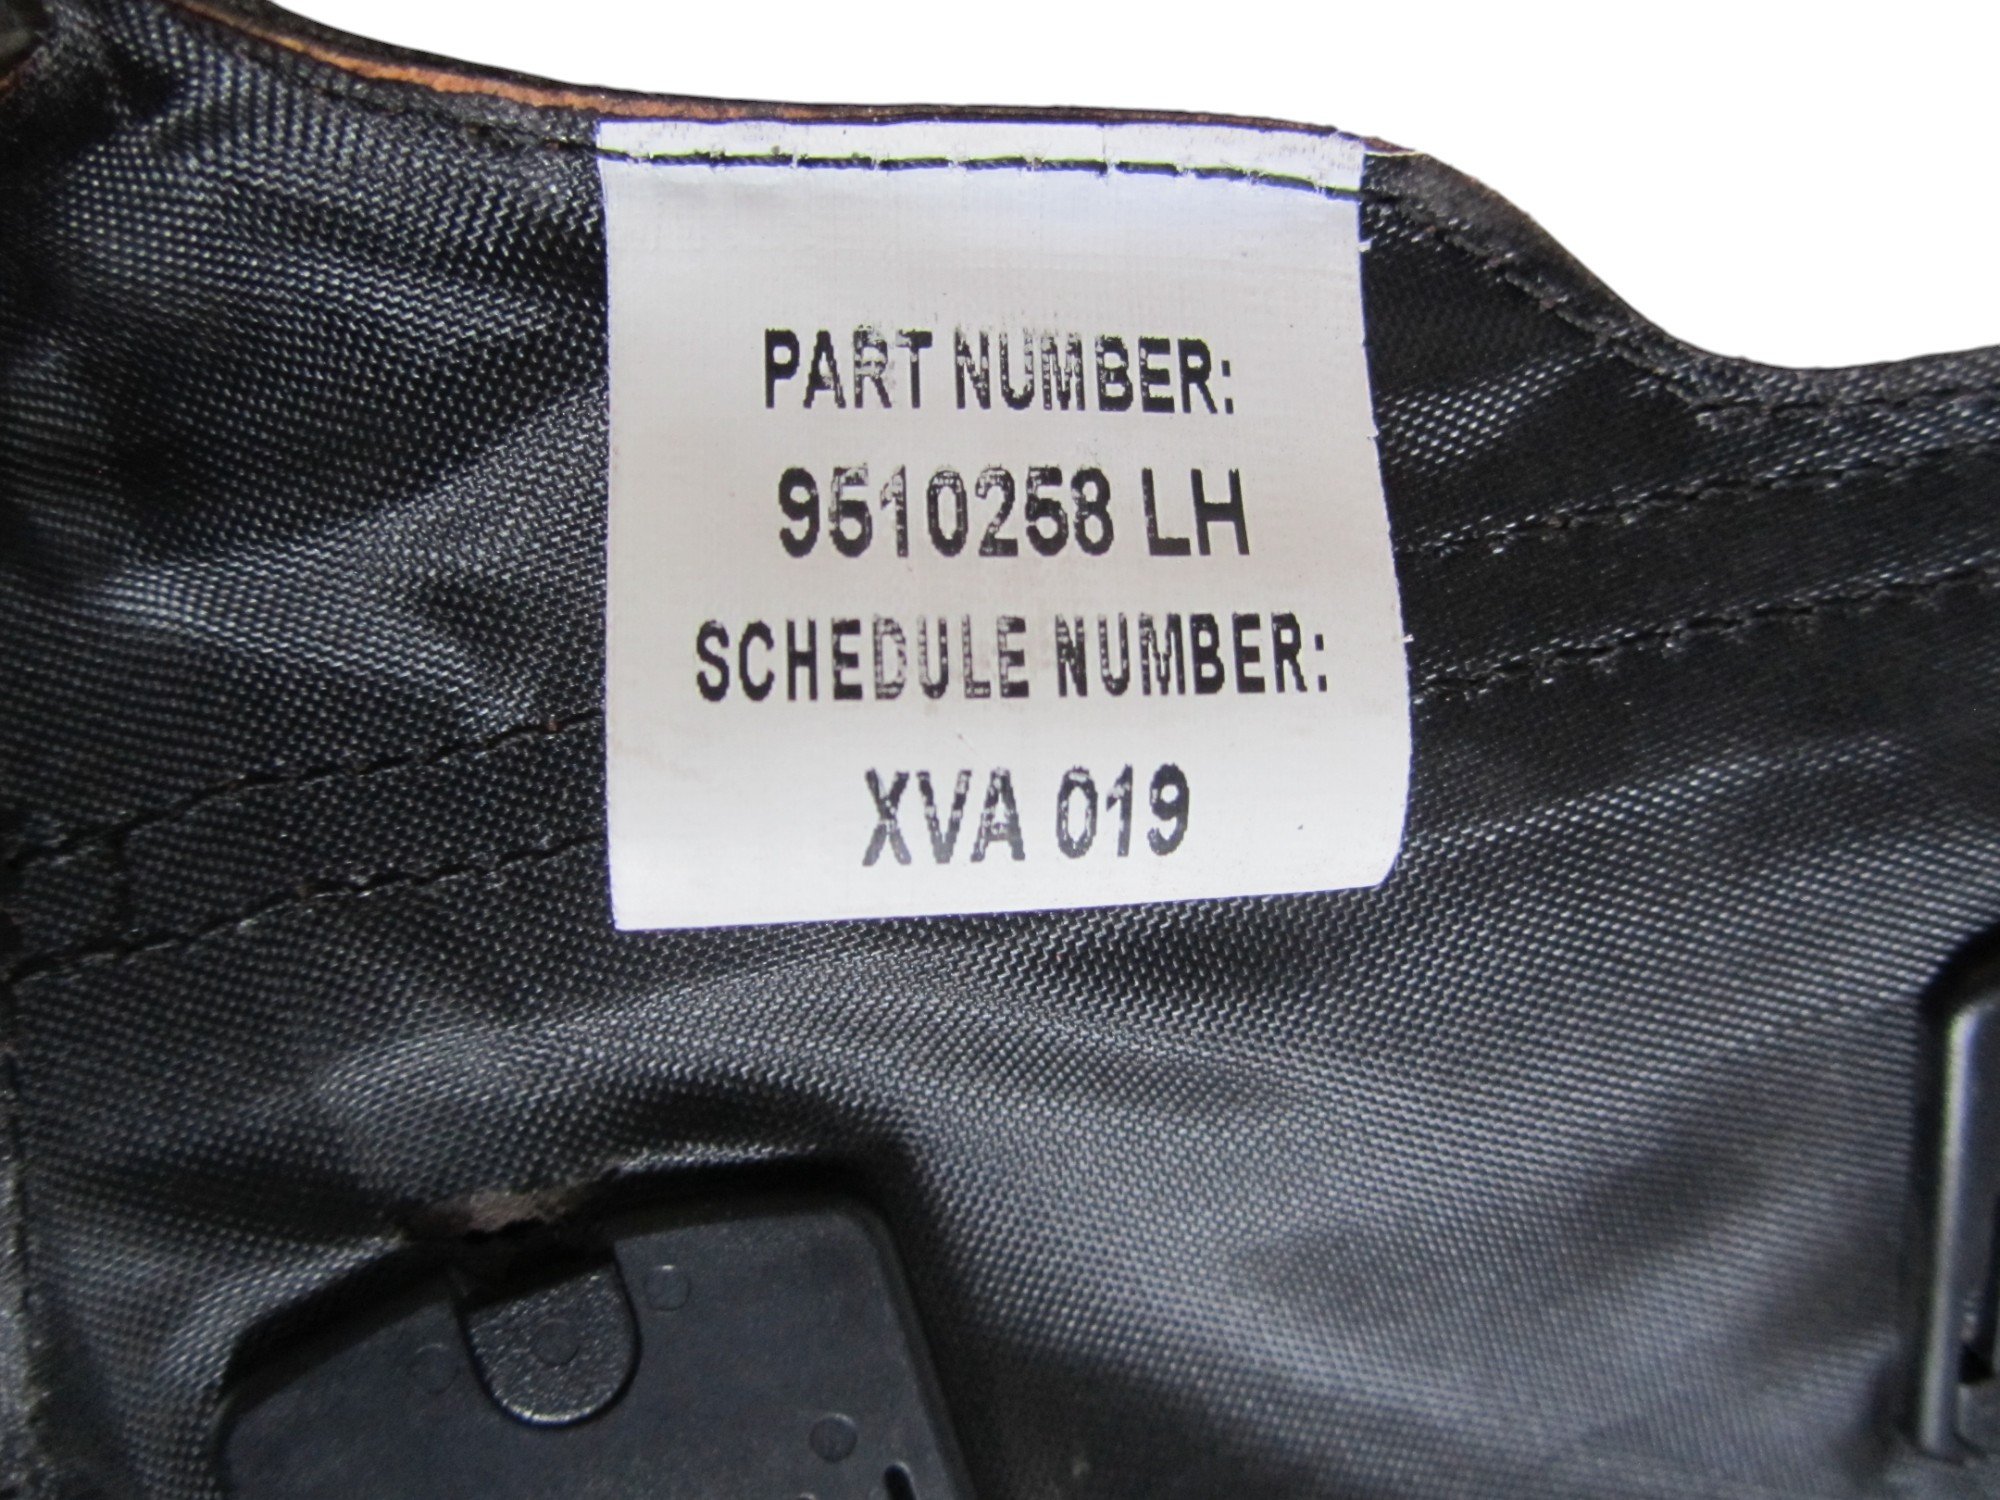 PART NUMBER:
9510258 LH
SCHEDULE NUMBER:
XVA 019